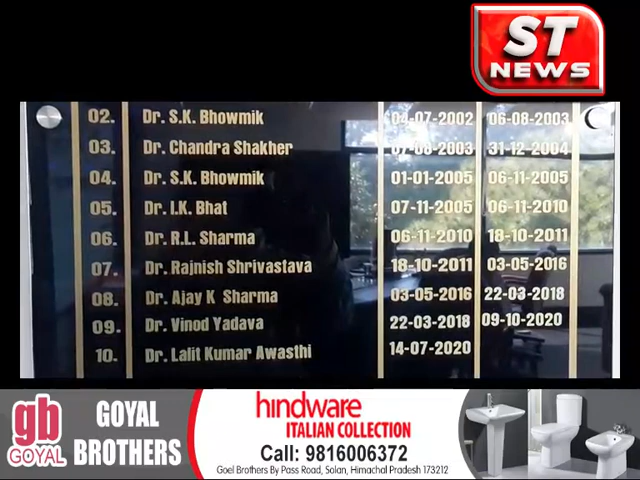 ST
NEWS
02. Dr. S.K. Bhowmik 04-07-2002 06-08-2003
03. Dr. Chandra Shakher 07-08-2003 31-12-2004
04. Dr. S.K. Bhowmik 01-01-2005 06-11-2005
05. Dr. I.K. Bhat 07-11-2005 06-11-2010
06. Dr. R.L. Sharma 06-11-2010 18-10-2011
07. Dr. Rajnish Shrivastava 18-10-2011 03-05-2016
08. Dr. Ajay K Sharma 03-05-2016 22-03-2018
09. Dr. Vinod Yadava 22-03-2018 09-10-2020
10. Dr. Lalit Kumar Awasthi 14-07-2020
gb
GOYAL
GOYAL
BROTHERS
hindware
ITALIAN COLLECTION
Call: 9816006372
Goel Brothers By Pass Road, Solan, Himachal Pradesh 173212